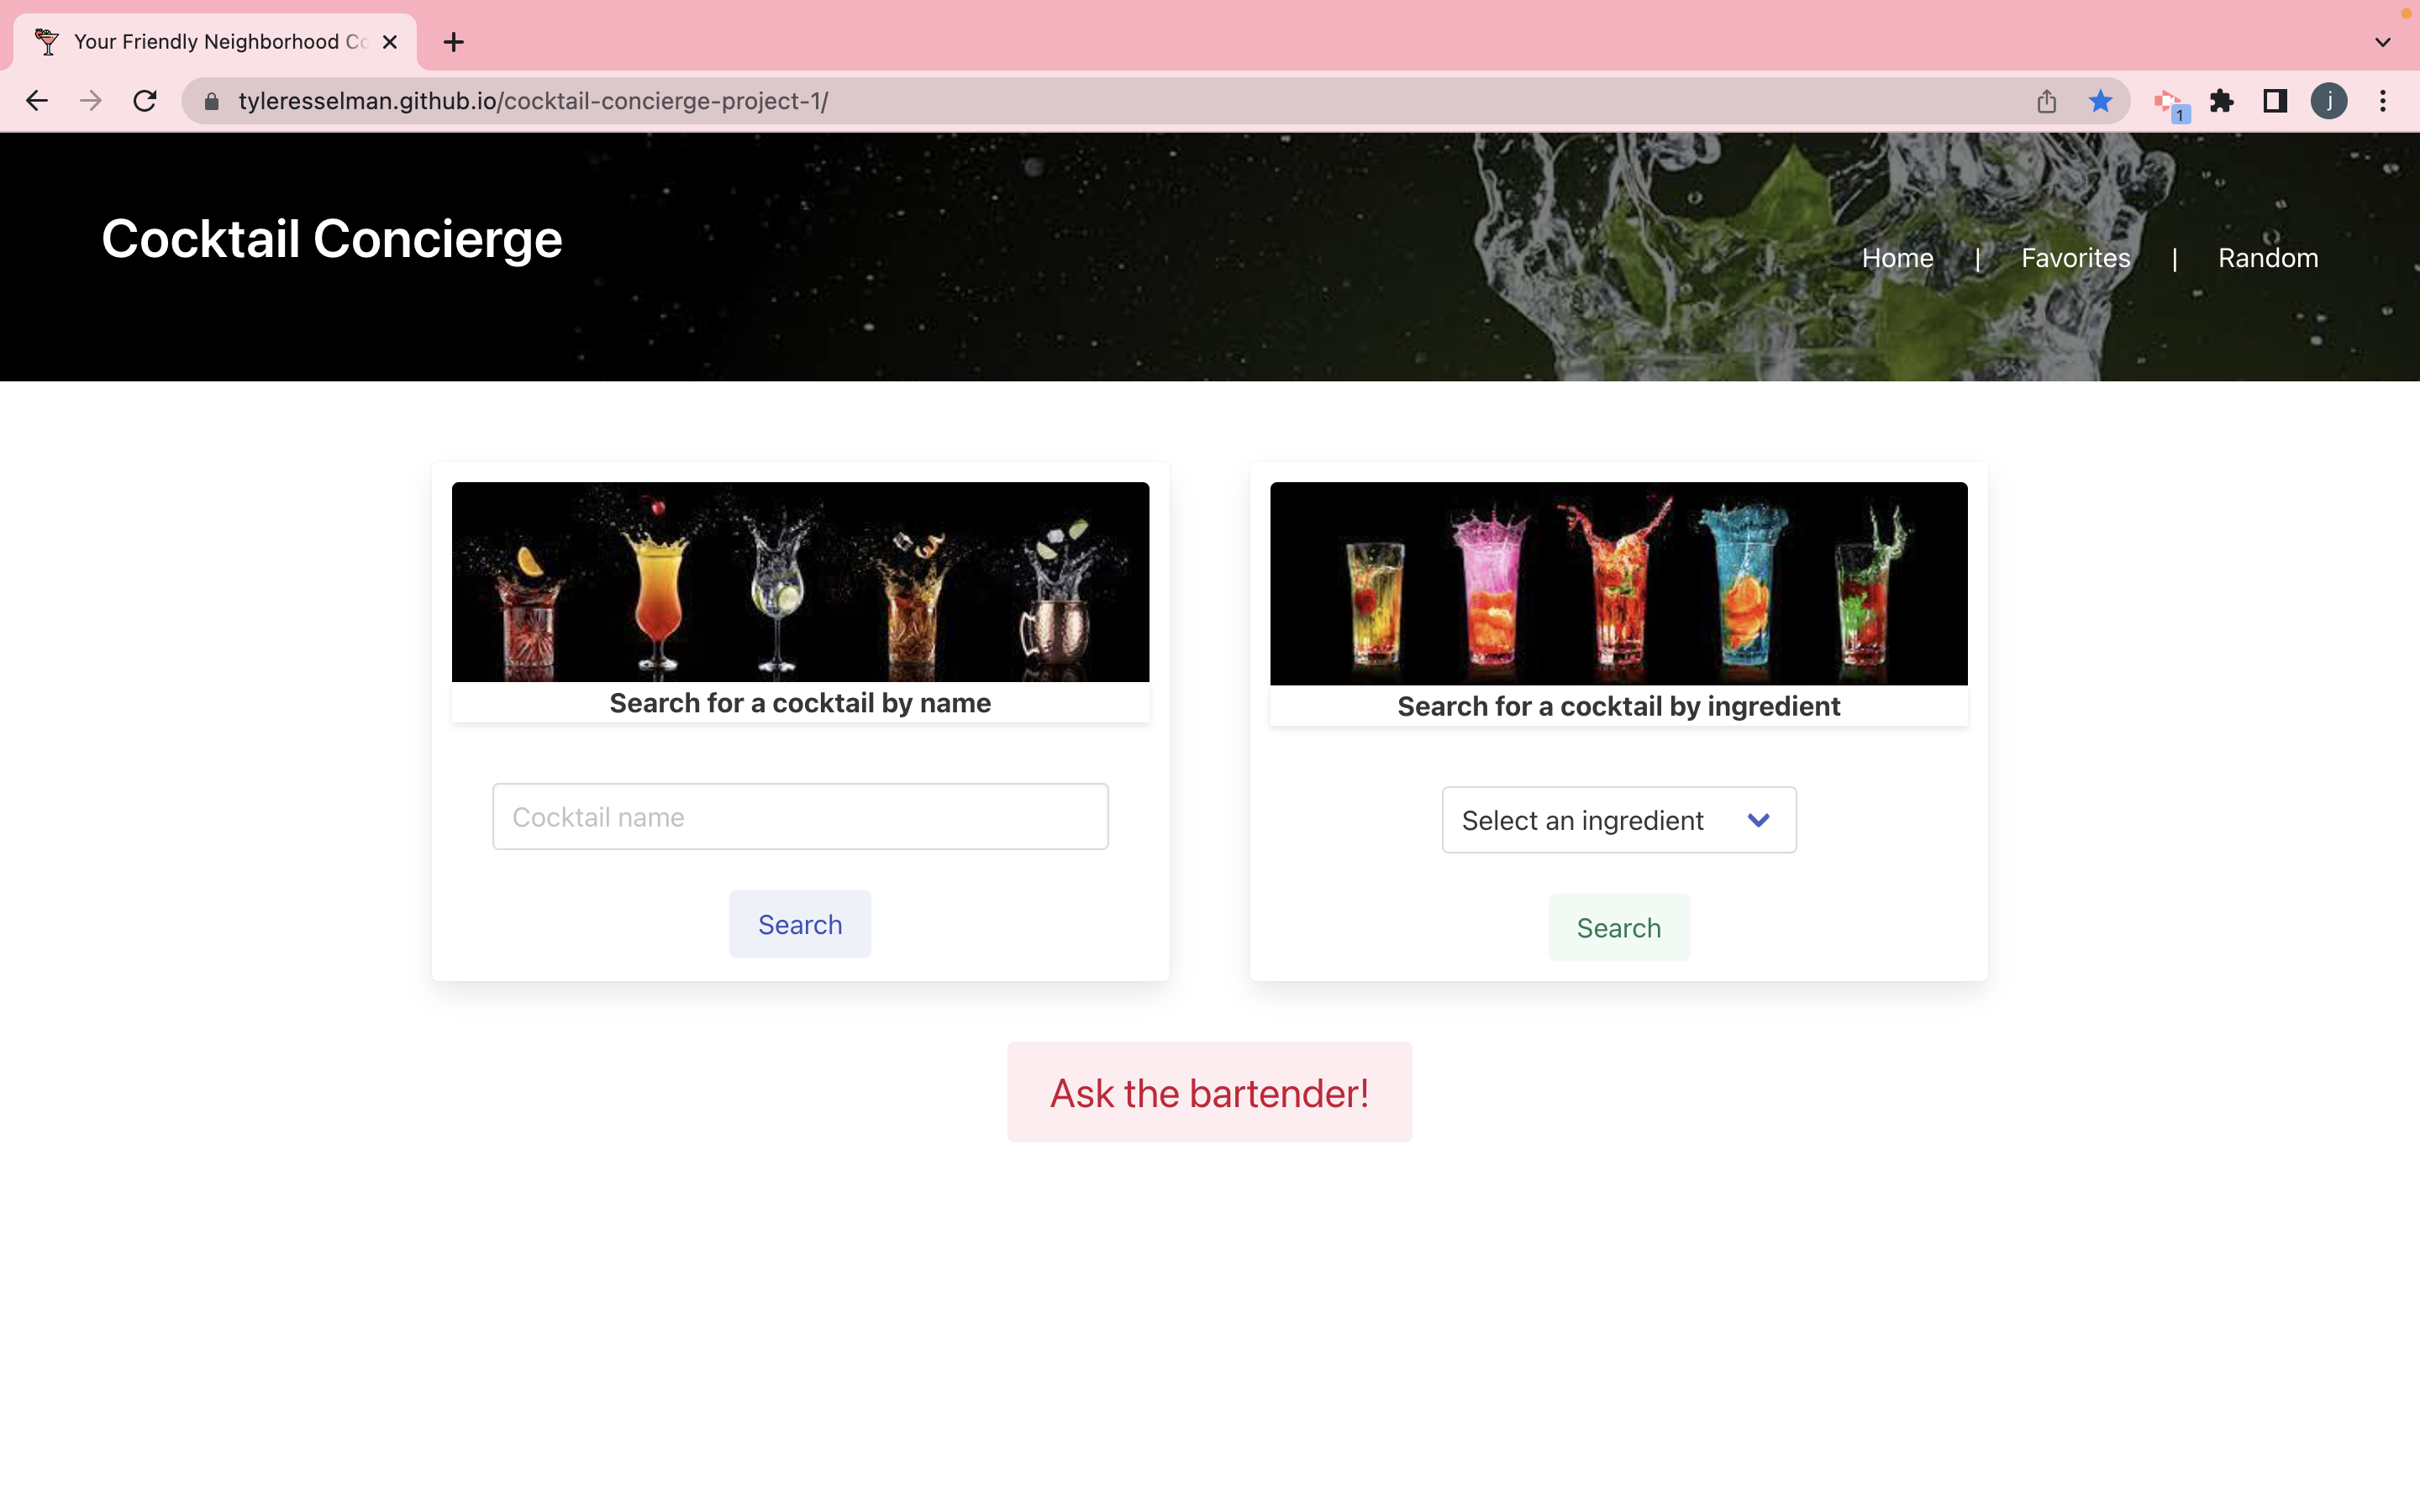 Your Friendly Neighborhood Co
tyleresselman.github.io/cocktail-concierge-project-1/
1
j
Cocktail Concierge
Home | Favorites | Random
Search for a cocktail by name
Cocktail name
Search
Search for a cocktail by ingredient
Select an ingredient
Search
Ask the bartender!